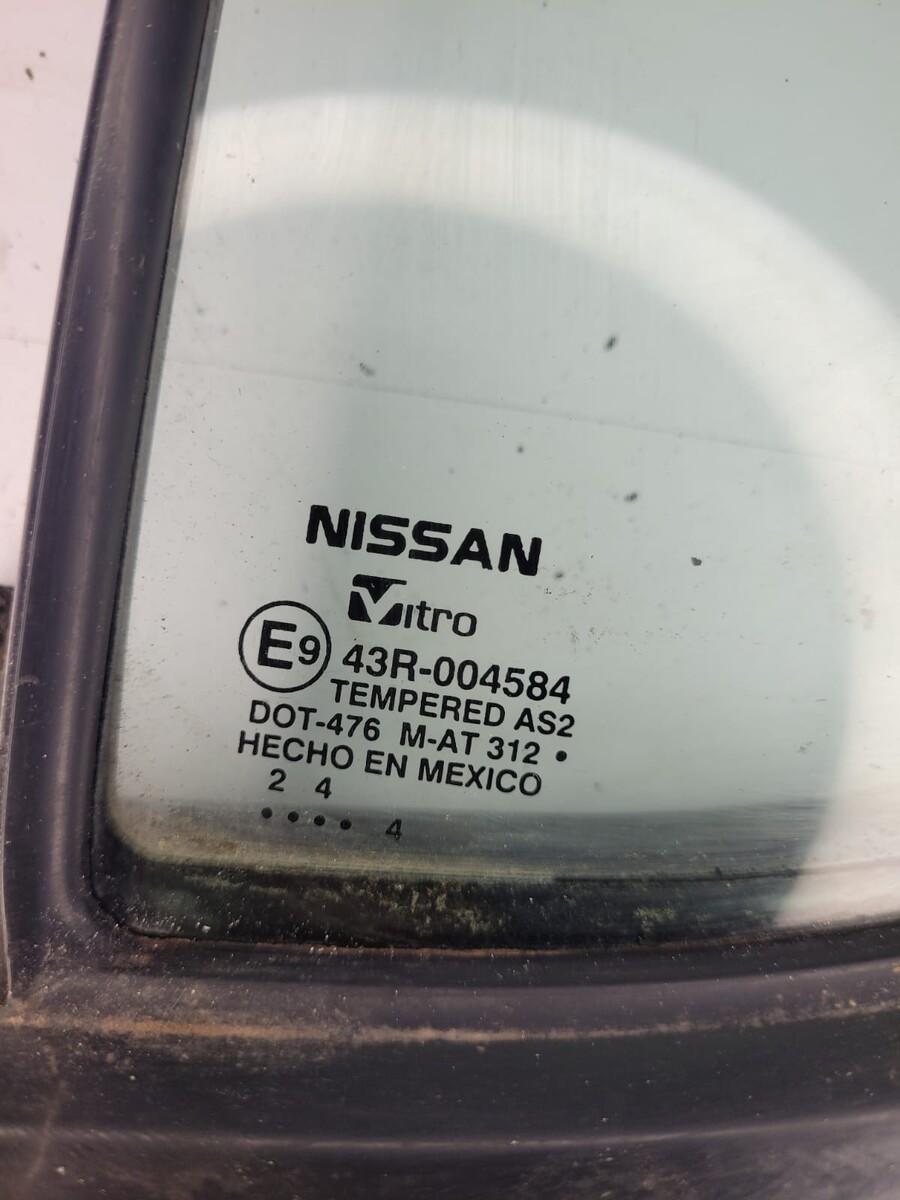 NISSAN
Vitro
E9 43R-004584
TEMPERED AS2
DOT-476 M-AT 312 •
HECHO EN MEXICO
2 4
•••• 4